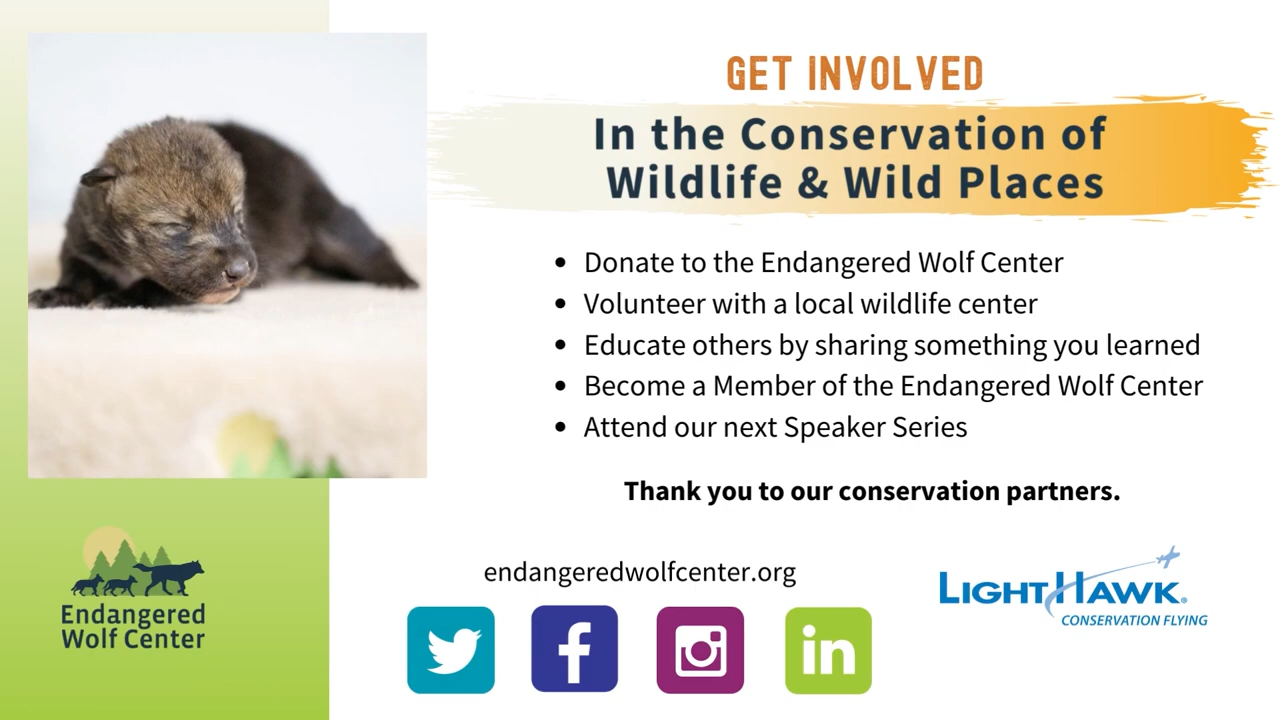 GET INVOLVED
In the Conservation of
Wildlife & Wild Places
• Donate to the Endangered Wolf Center
• Volunteer with a local wildlife center
• Educate others by sharing something you learned
• Become a Member of the Endangered Wolf Center
• Attend our next Speaker Series
Thank you to our conservation partners.
endangeredwolfcenter.org
Endangered
Wolf Center
LIGHTHAWK®
CONSERVATION FLYING
f
in